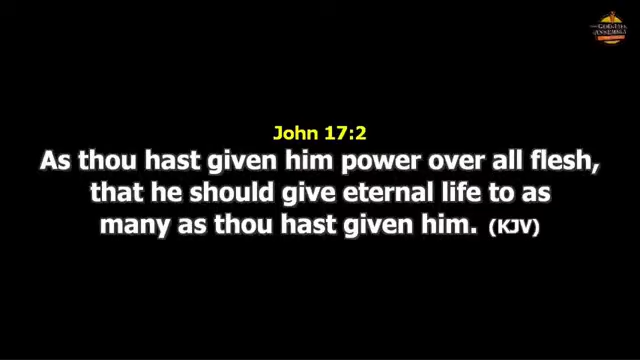 John 17:2
As thou hast given him power over all flesh,
that he should give eternal life to as
many as thou hast given him. (KJV)